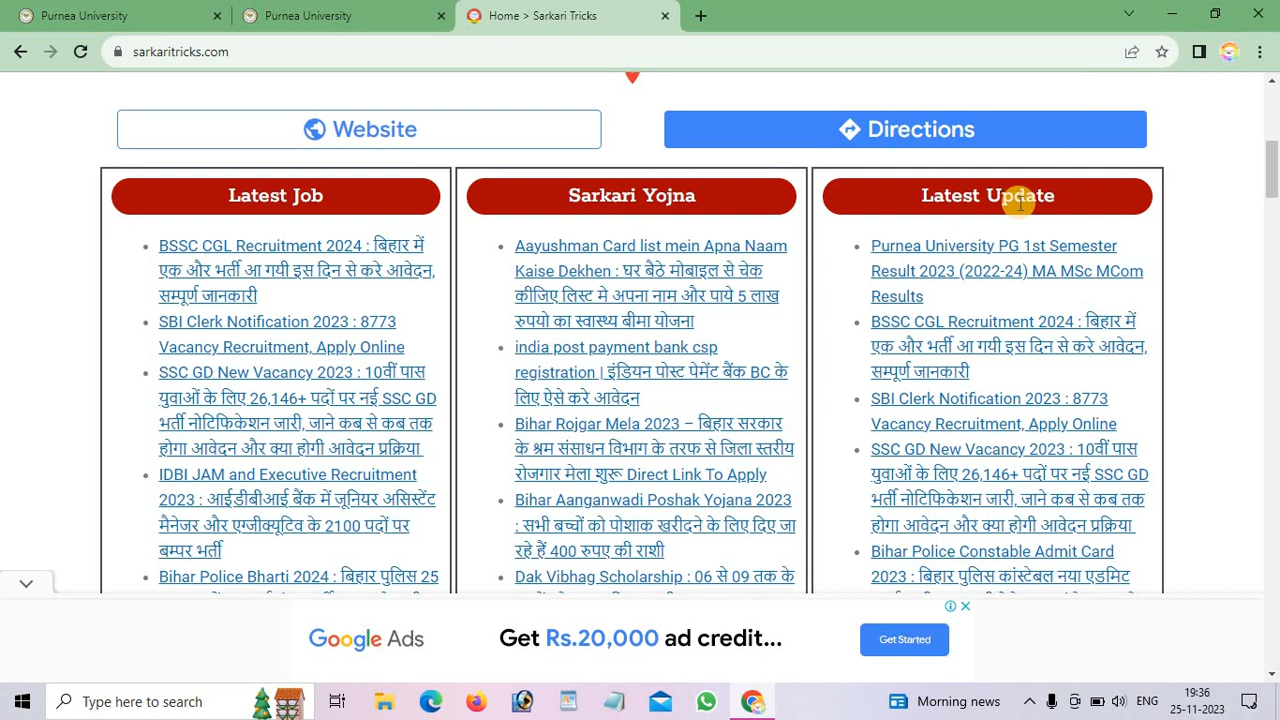 Purnea University
Purnea University
Home > Sarkari Tricks
sarkaritricks.com
Website
Directions
Latest Job
BSSC CGL Recruitment 2024 : बिहार में
एक और भर्ती आ गयी इस दिन से करे आवेदन,
सम्पूर्ण जानकारी
SBI Clerk Notification 2023 : 8773
Vacancy Recruitment, Apply Online
SSC GD New Vacancy 2023 : 10वीं पास
युवाओं के लिए 26,146+ पदों पर नई SSC GD
भर्ती नोटिफिकेशन जारी, जाने कब से कब तक
होगा आवेदन और क्या होगी आवेदन प्रक्रिया
IDBI JAM and Executive Recruitment
2023 : आईडीबीआई बैंक में जूनियर असिस्टेंट
मैनेजर और एग्जीक्यूटिव के 2100 पदों पर
बम्पर भर्ती
Bihar Police Bharti 2024 : बिहार पुलिस 25
Sarkari Yojna
Aayushman Card list mein Apna Naam
Kaise Dekhen : घर बैठे मोबाइल से चेक
कीजिए लिस्ट मे अपना नाम और पाये 5 लाख
रुपयो का स्वास्थ्य बीमा योजना
india post payment bank csp
registration | इंडियन पोस्ट पेमेंट बैंक BC के
लिए ऐसे करे आवेदन
Bihar Rojgar Mela 2023 – बिहार सरकार
के श्रम संसाधन विभाग के तरफ से जिला स्तरीय
रोजगार मेला शुरू Direct Link To Apply
Bihar Aanganwadi Poshak Yojana 2023
: सभी बच्चों को पोशाक खरीदने के लिए दिए जा
रहे हैं 400 रुपए की राशी
Dak Vibhag Scholarship : 06 से 09 तक के
Latest Update
Purnea University PG 1st Semester
Result 2023 (2022-24) MA MSc MCom
Results
BSSC CGL Recruitment 2024 : बिहार में
एक और भर्ती आ गयी इस दिन से करे आवेदन,
सम्पूर्ण जानकारी
SBI Clerk Notification 2023 : 8773
Vacancy Recruitment, Apply Online
SSC GD New Vacancy 2023 : 10वीं पास
युवाओं के लिए 26,146+ पदों पर नई SSC GD
भर्ती नोटिफिकेशन जारी, जाने कब से कब तक
होगा आवेदन और क्या होगी आवेदन प्रक्रिया
Bihar Police Constable Admit Card
2023 : बिहार पुलिस कांस्टेबल नया एडमिट
Google Ads
Get Rs.20,000 ad credit...
Get Started
Type here to search
Morning news
ENG
19:36
25-11-2023